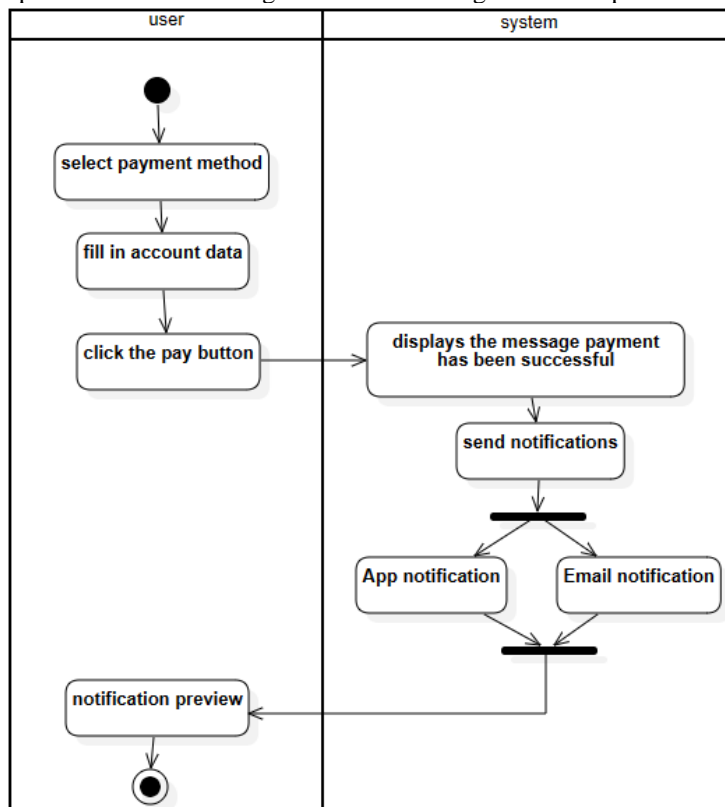 user
system
select payment method
fill in account data
click the pay button
displays the message payment
has been successful
send notifications
App notification
Email notification
notification preview